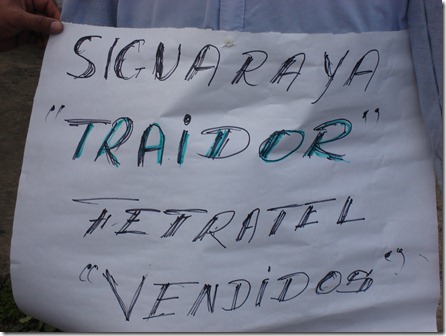 SIGUARAYA
"TRAiDOR"
FETRATEL
"VENDiDOS"